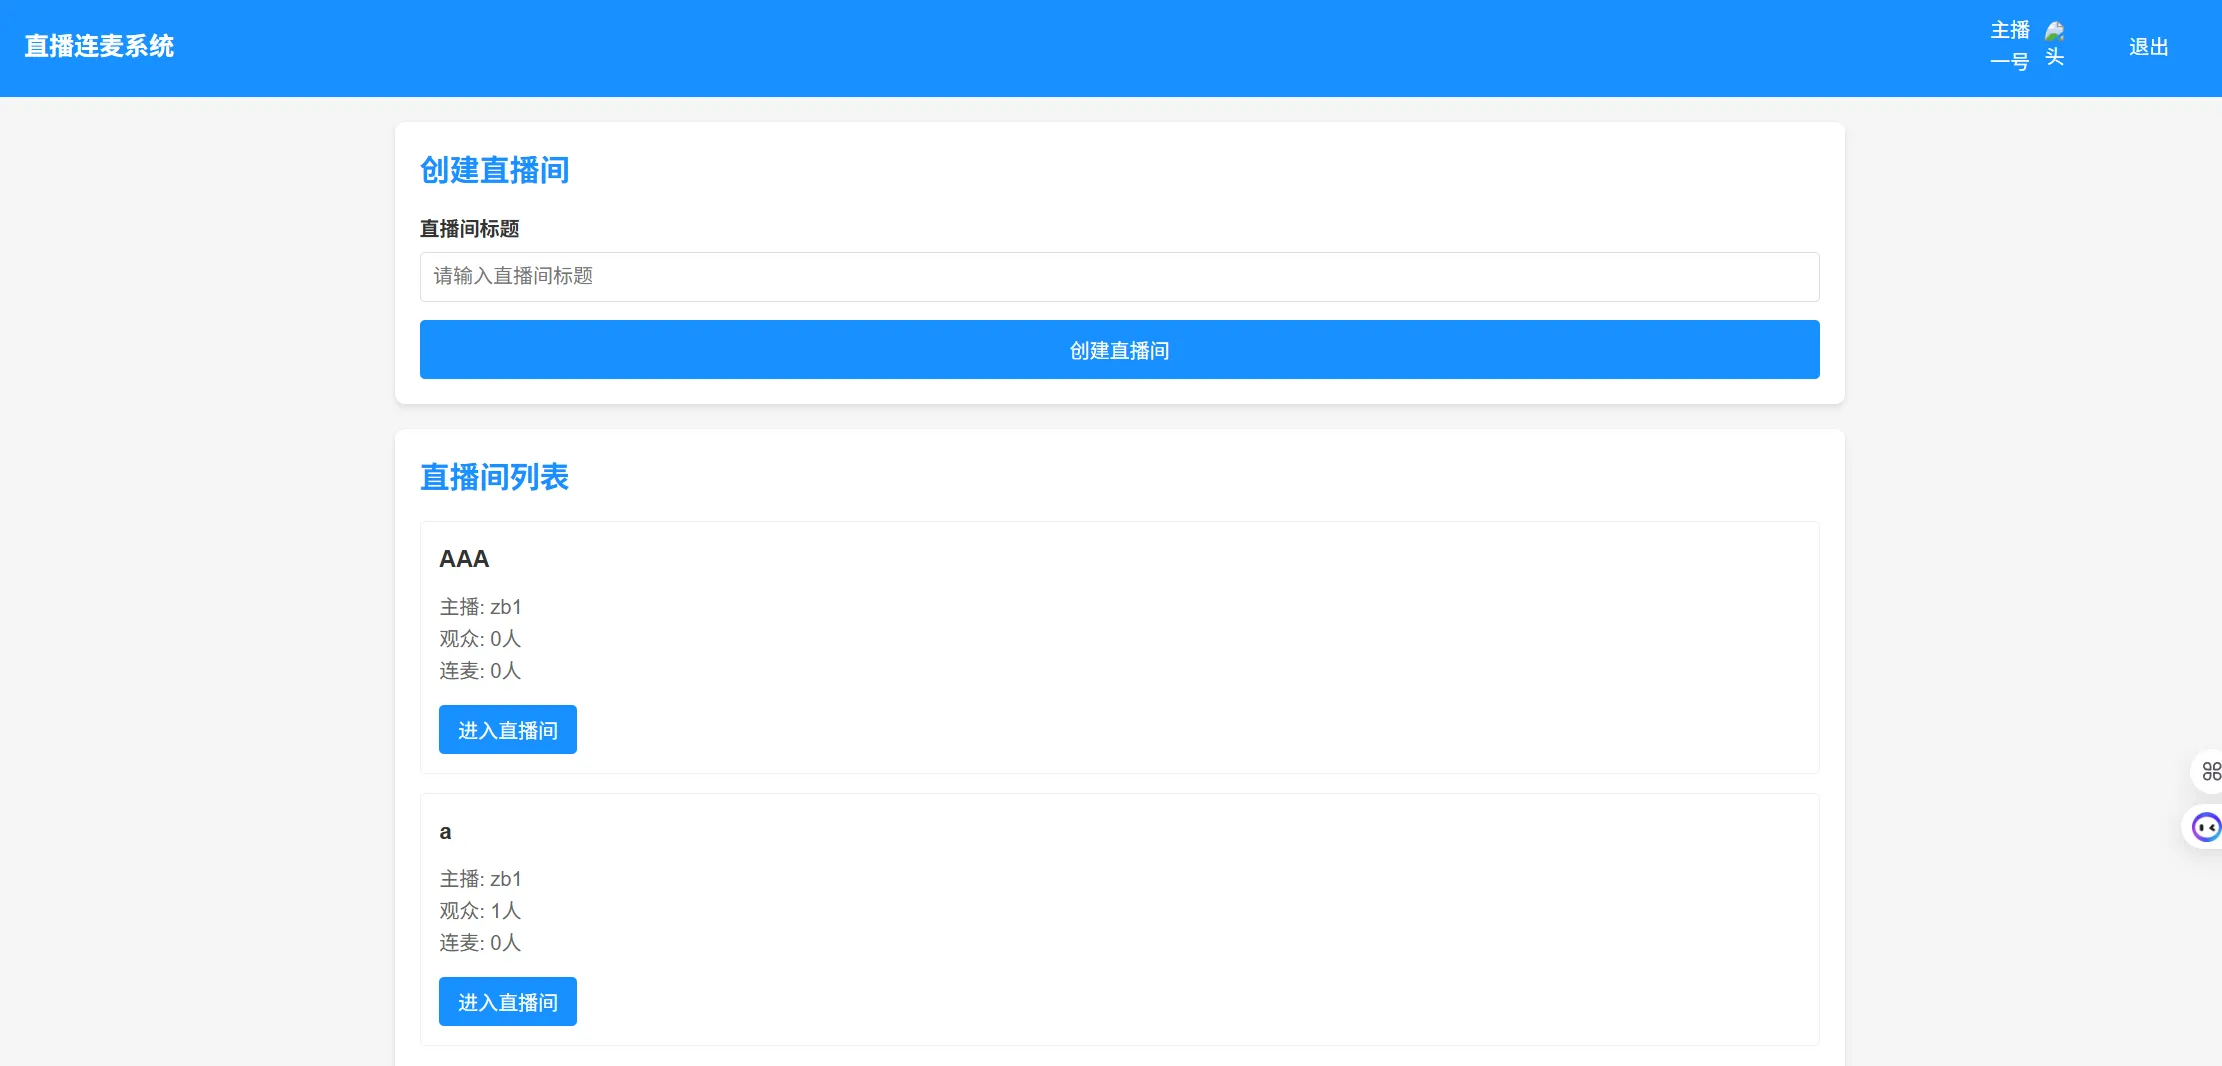 直播连麦系统
主播
一号
头
退出
创建直播间
直播间标题
请输入直播间标题
创建直播间
直播间列表
AAA
主播: zb1
观众: 0人
连麦: 0人
进入直播间
a
主播: zb1
观众: 1人
连麦: 0人
进入直播间